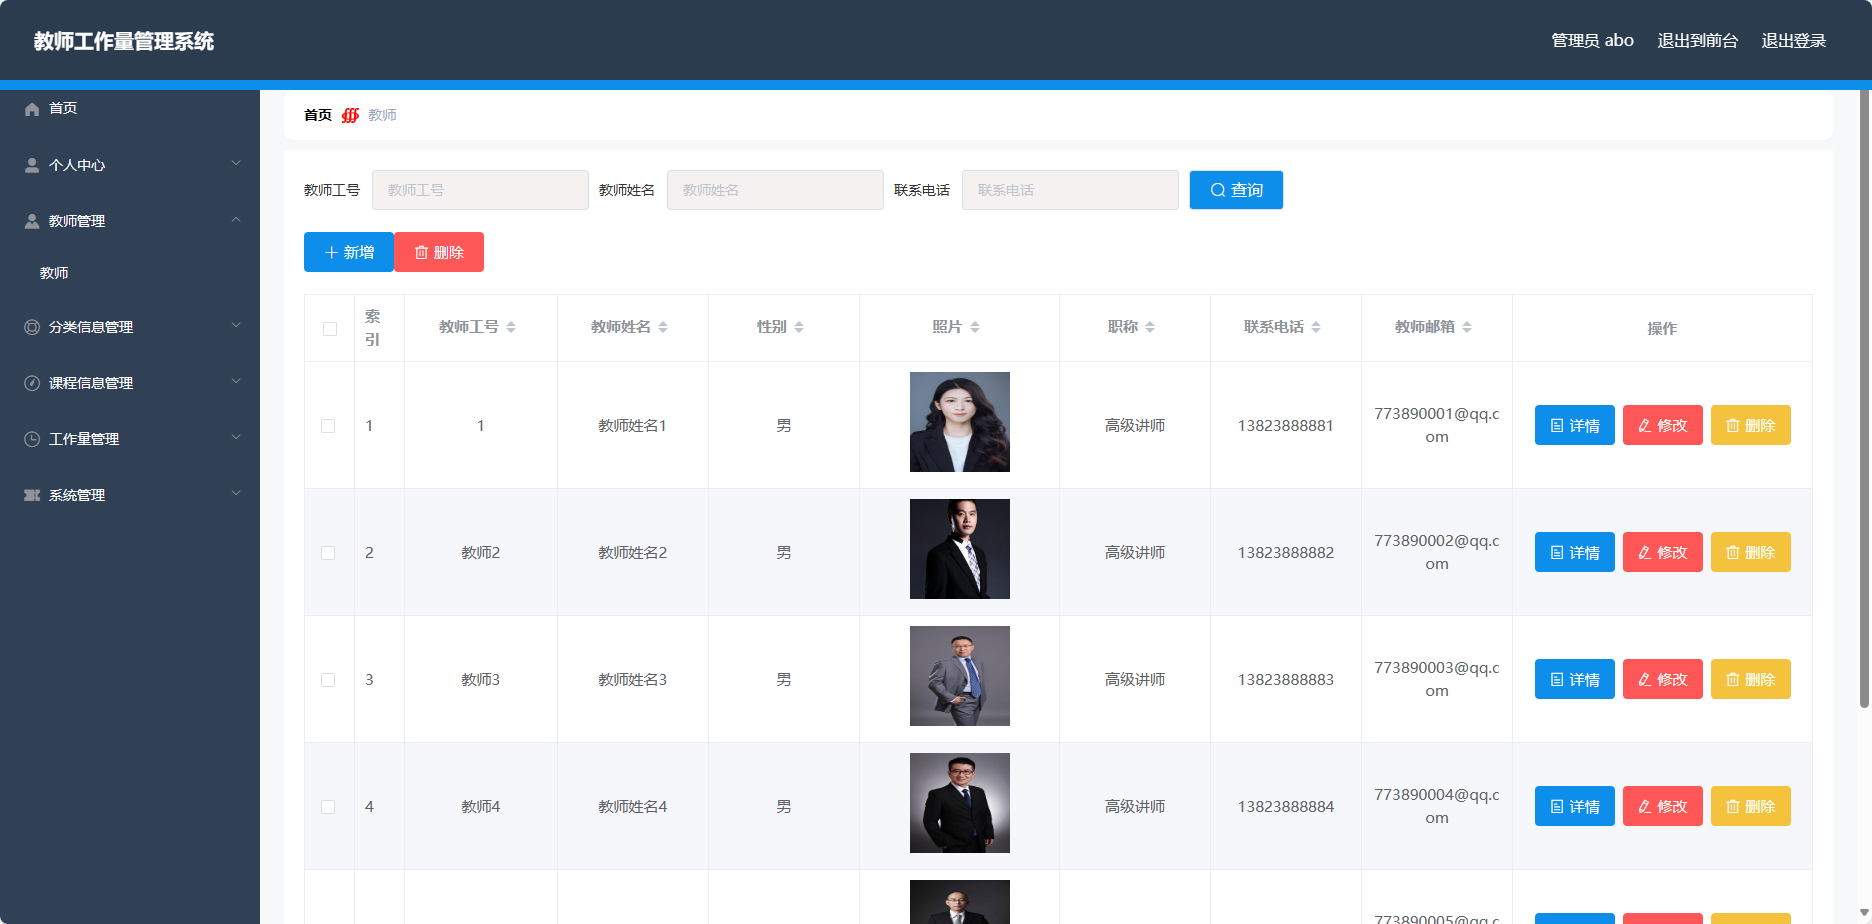 教师工作量管理系统
管理员 abo 退出到前台 退出登录
首页
个人中心
教师管理
教师
分类信息管理
课程信息管理
工作量管理
系统管理
首页 教师
教师工号 教师工号 教师姓名 教师姓名 联系电话 联系电话 查询
新增 删除
索引 教师工号 教师姓名 性别 照片 职称 联系电话 教师邮箱 操作
1 1 教师姓名1 男 高级讲师 13823888881 773890001@qq.com 详情 修改 删除
2 教师2 教师姓名2 男 高级讲师 13823888882 773890002@qq.com 详情 修改 删除
3 教师3 教师姓名3 男 高级讲师 13823888883 773890003@qq.com 详情 修改 删除
4 教师4 教师姓名4 男 高级讲师 13823888884 773890004@qq.com 详情 修改 删除
773890005@qq.c